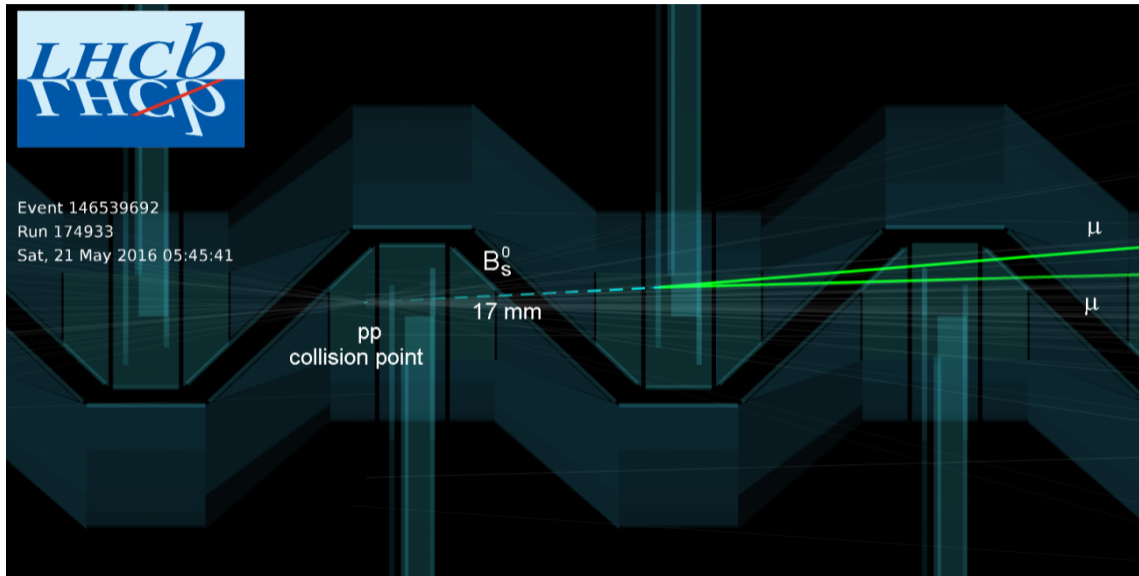 LHCb
LHCb
Event 146539692
Run 174933
Sat, 21 May 2016 05:45:41
B⁰ₛ
17 mm
pp
collision point
μ
μ